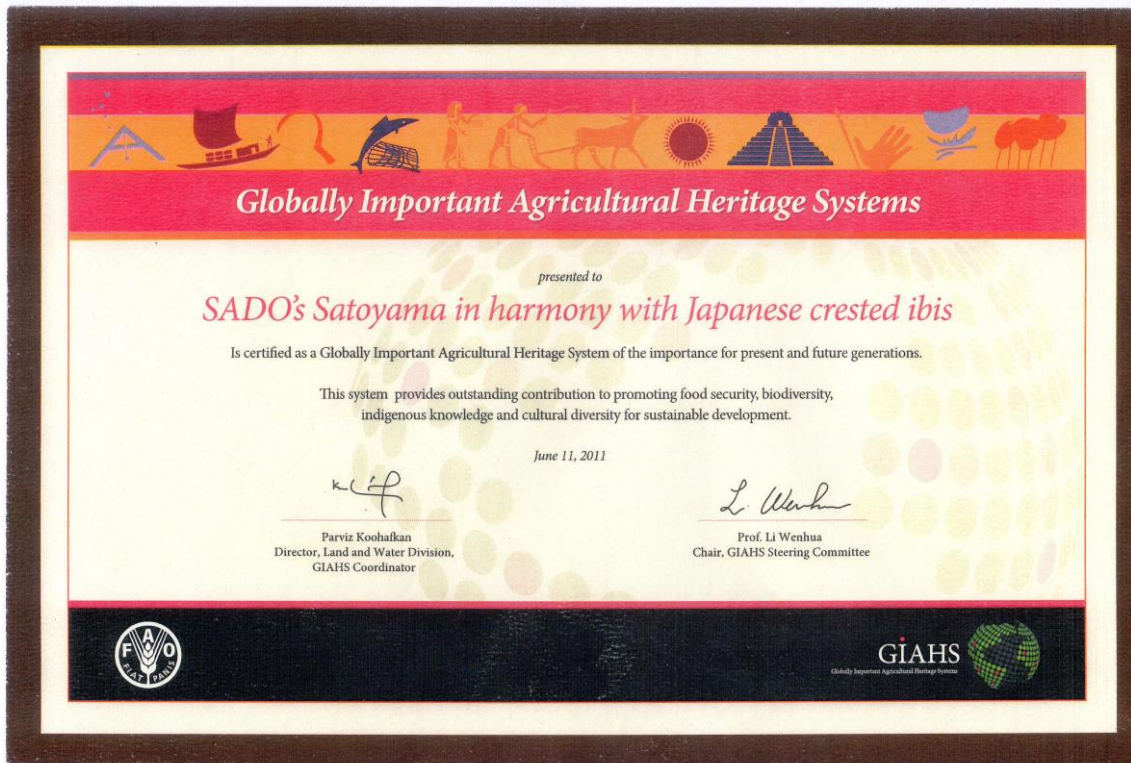 Globally Important Agricultural Heritage Systems
presented to
SADO's Satoyama in harmony with Japanese crested ibis
Is certified as a Globally Important Agricultural Heritage System of the importance for present and future generations.
This system provides outstanding contribution to promoting food security, biodiversity,
indigenous knowledge and cultural diversity for sustainable development.
June 11, 2011
L. Wenhua
Parviz Koohafkan
Director, Land and Water Division,
GIAHS Coordinator
Prof. Li Wenhua
Chair, GIAHS Steering Committee
FAO
FIAT PANIS
GIAHS
Globally Important Agricultural Heritage Systems